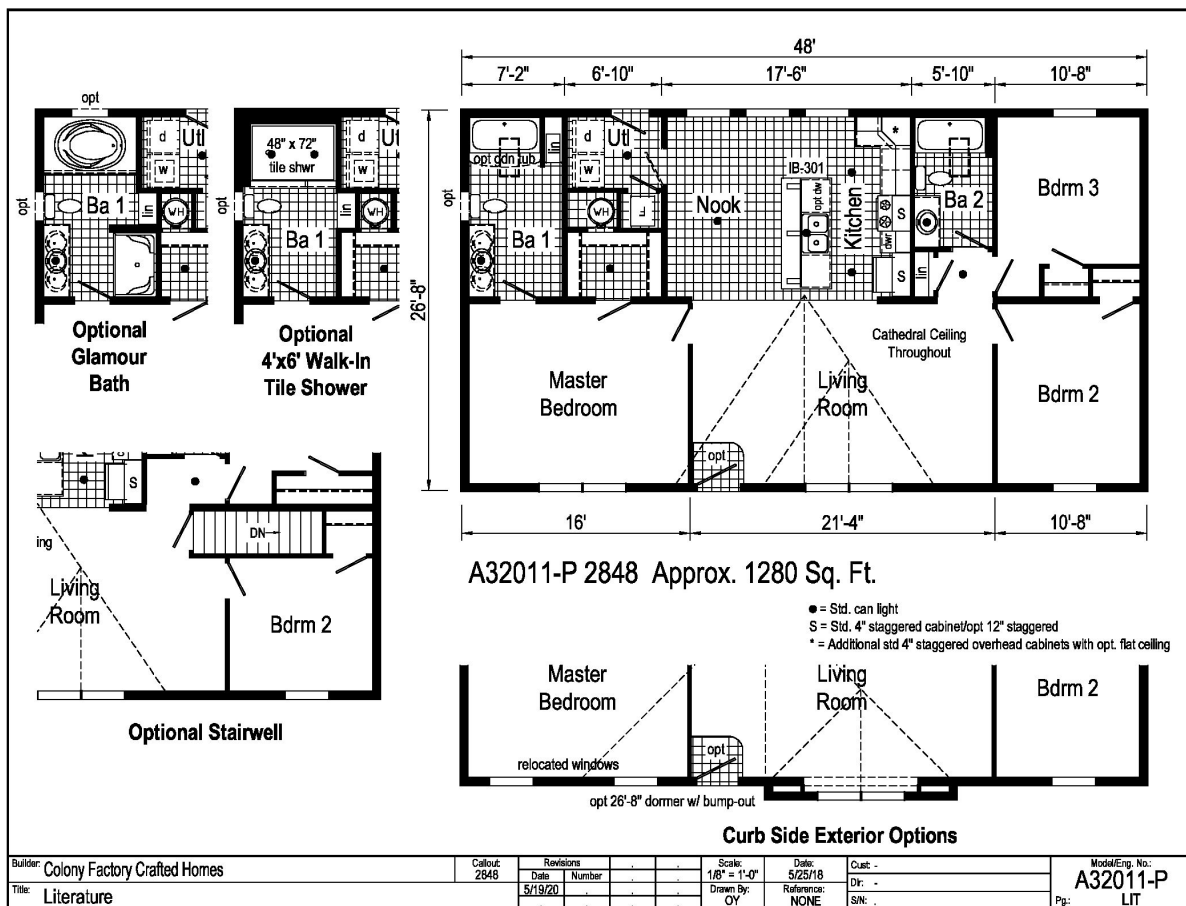 48'
7'-2" 6'-10" 17'-6" 5'-10" 10'-8"
opt
opt
Utl
d
W
WH
lin
Ba 1
Optional
Glamour
Bath
opt
48" x 72"
tile shwr
Utl
d
W
WH
lin
Ba 1
Optional
4'x6' Walk-In
Tile Shower
26'-8"
opt
opt gdn tub
lin
Ba 1
Utl
d
W
WH
F
Nook
IB-301
opt dw
Kitchen
*
S
dwr
S
lin
Ba 2
Bdrm 3
Master
Bedroom
Cathedral Ceiling
Throughout
Living
Room
Bdrm 2
opt
16' 21'-4" 10'-8"
S
DN
ing
Living
Room
Bdrm 2
Optional Stairwell
A32011-P 2848 Approx. 1280 Sq. Ft.
● = Std. can light
S = Std. 4" staggered cabinet/opt 12" staggered
* = Additional std 4" staggered overhead cabinets with opt. flat ceiling
Master
Bedroom
Living
Room
Bdrm 2
opt
relocated windows
opt 26'-8" dormer w/ bump-out
Curb Side Exterior Options
Builder: Colony Factory Crafted Homes
Title: Literature
Callout:
2848
Revisions
Date Number
5/19/20
Scale:
1/8" = 1'-0"
Drawn By:
OY
Date:
5/25/18
Reference:
NONE
Cust: -
Dir: -
S/N: .
Model/Eng. No.:
A32011-P
Pg.: LIT